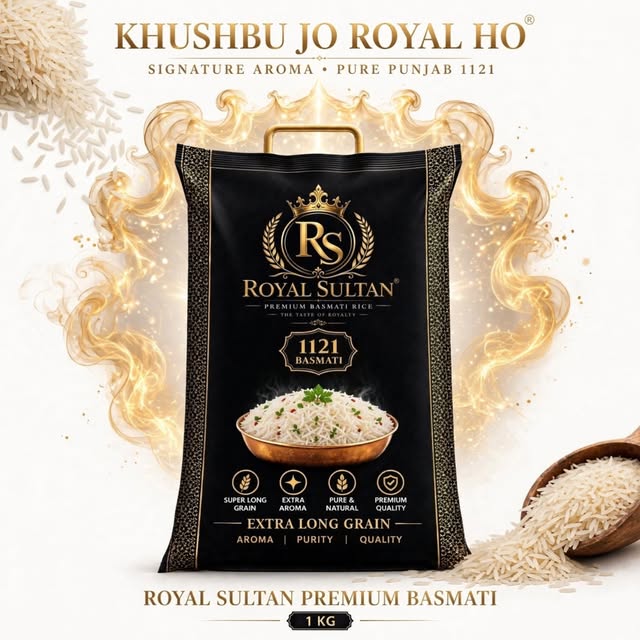 KHUSHBU JO ROYAL HO®
SIGNATURE AROMA • PURE PUNJAB 1121
RS
ROYAL SULTAN®
PREMIUM BASMATI RICE
THE TASTE OF ROYALTY
1121
BASMATI
SUPER LONG GRAIN
EXTRA AROMA
PURE & NATURAL
PREMIUM QUALITY
EXTRA LONG GRAIN
AROMA | PURITY | QUALITY
ROYAL SULTAN PREMIUM BASMATI
1 KG